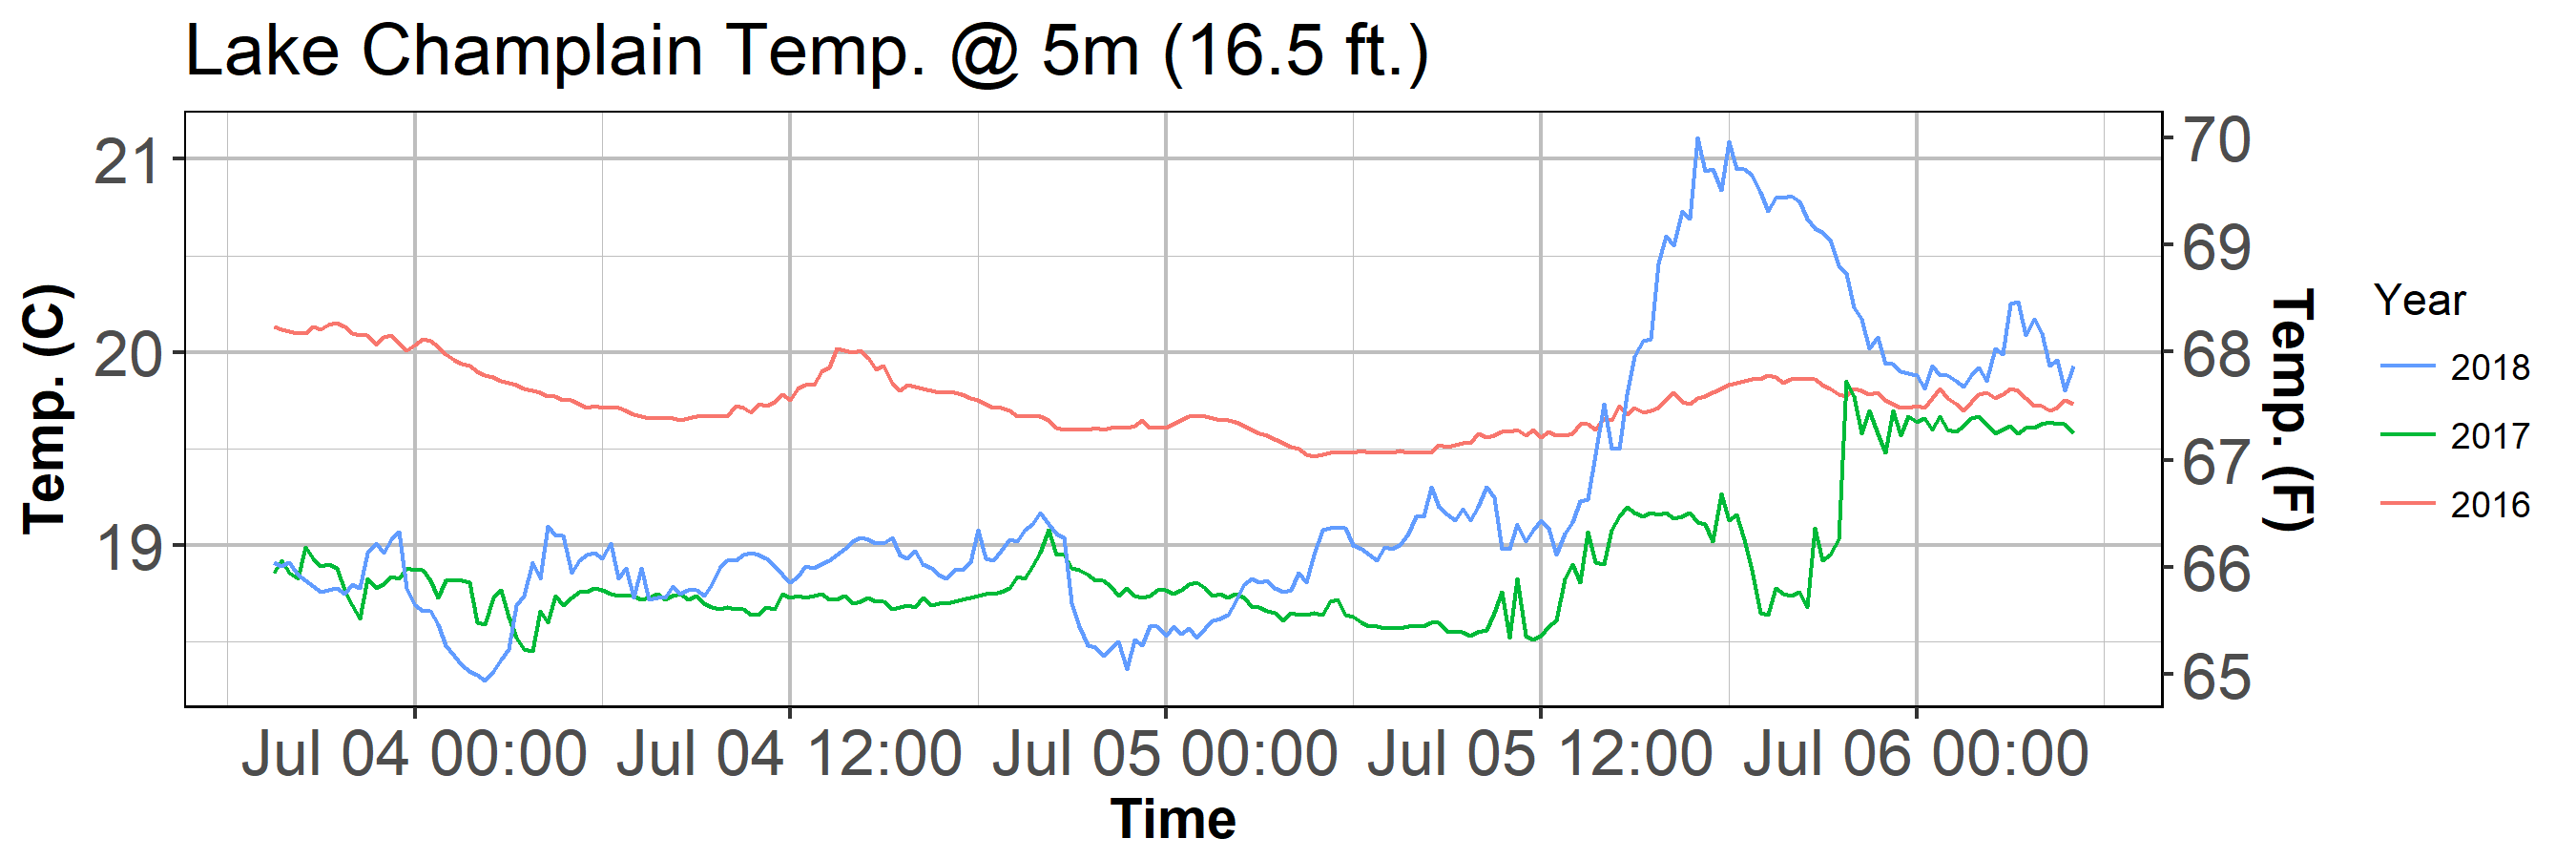 Lake Champlain Temp. @ 5m (16.5 ft.)
Temp. (C)
21
20
19
70
69
68
67
66
65
Temp. (F)
Year
2018
2017
2016
Jul 04 00:00 Jul 04 12:00 Jul 05 00:00 Jul 05 12:00 Jul 06 00:00
Time